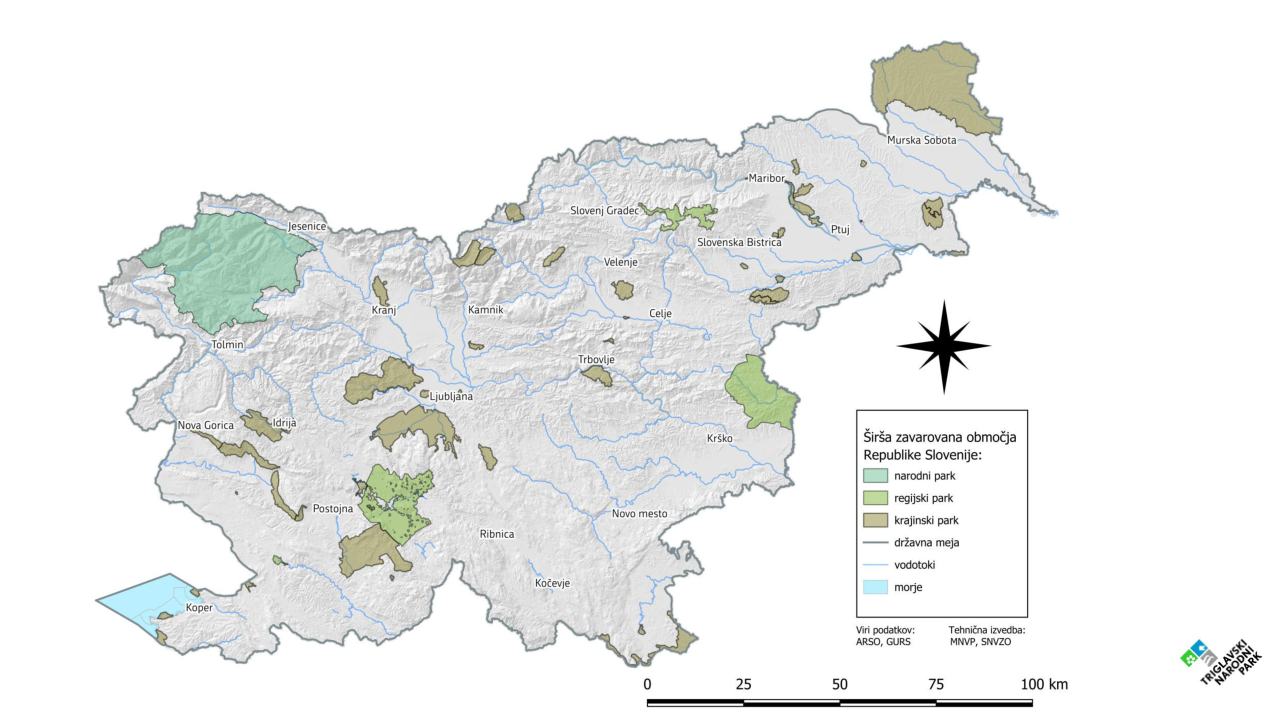 Murska Sobota
Maribor
Slovenj Gradec
Jesenice
Ptuj
Slovenska Bistrica
Velenje
Kranj
Kamnik
Celje
Tolmin
Trbovlje
Ljubljana
Nova Gorica
Idrija
Krško
Postojna
Novo mesto
Ribnica
Kočevje
Koper
Širša zavarovana območja
Republike Slovenije:
narodni park
regijski park
krajinski park
državna meja
vodotoki
morje
Viri podatkov:
ARSO, GURS
Tehnična izvedba:
MNVP, SNVZO
0 25 50 75 100 km
TRIGLAVSKI
NARODNI
PARK